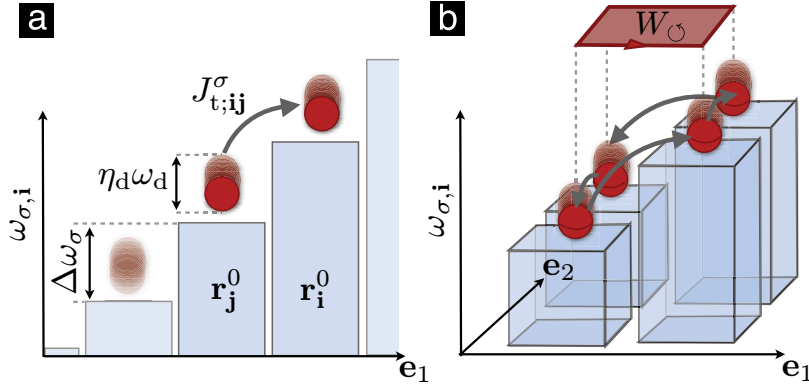 a
J^σ_{t;ij}
η_d ω_d
ω_{σ,i}
Δω_σ
r^0_j
r^0_i
e_1
b
W_↺
ω_{σ,i}
e_2
e_1